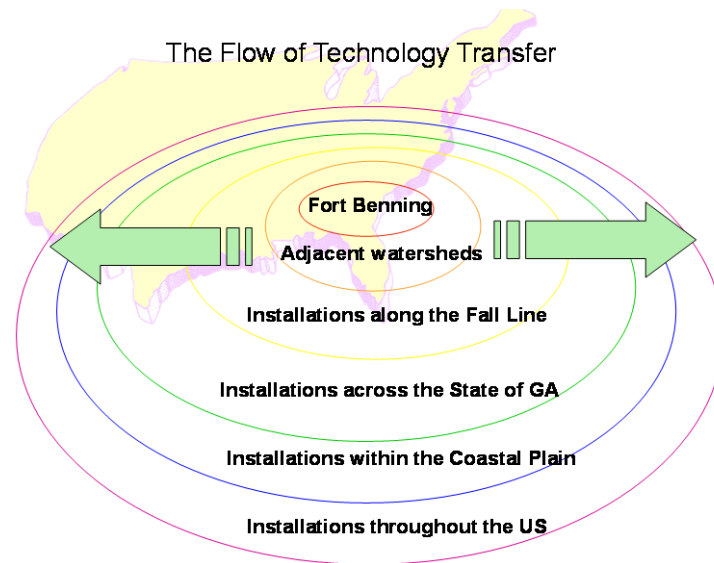 The Flow of Technology Transfer
Fort Benning
Adjacent watersheds
Installations along the Fall Line
Installations across the State of GA
Installations within the Coastal Plain
Installations throughout the US